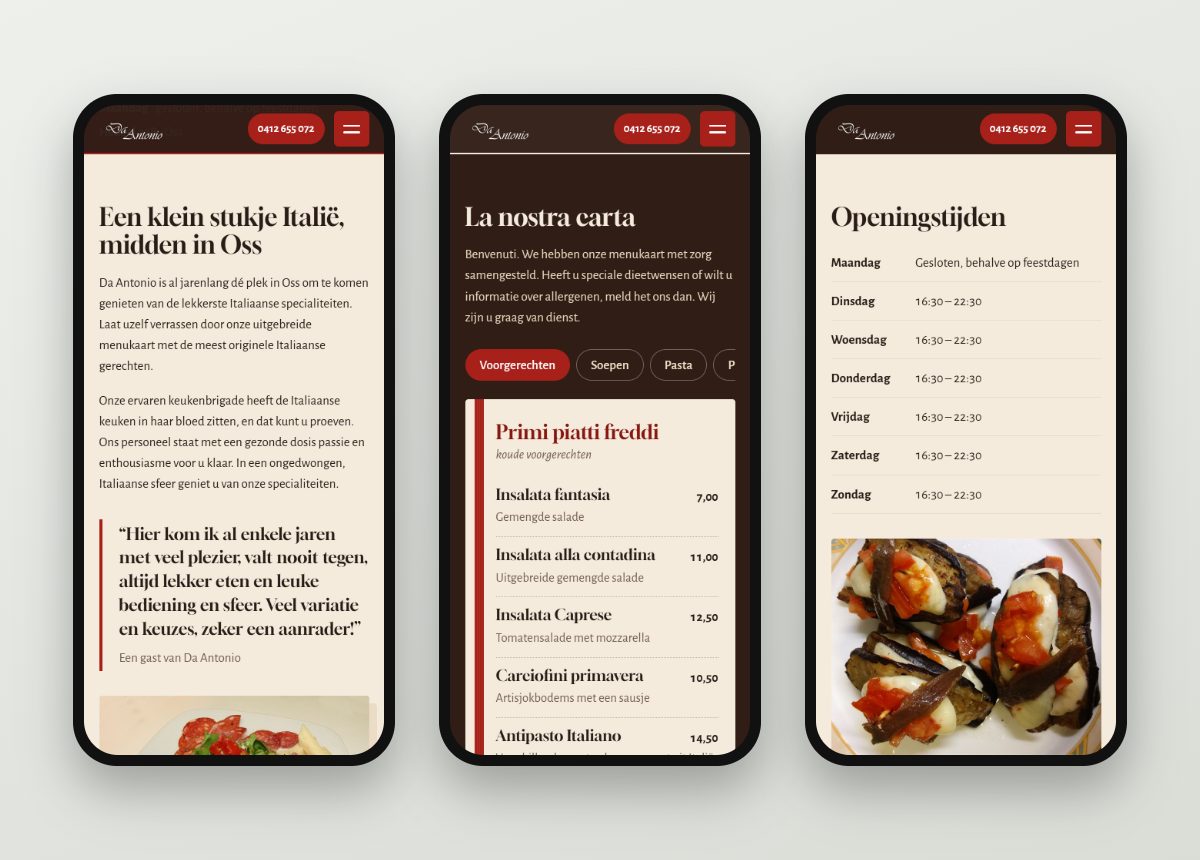 Da Antonio
0412 655 072
Een klein stukje Italië,
midden in Oss
Da Antonio is al jarenlang dé plek in Oss om te komen
genieten van de lekkerste Italiaanse specialiteiten.
Laat uzelf verrassen door onze uitgebreide
menukaart met de meest originele Italiaanse
gerechten.
Onze ervaren keukenbrigade heeft de Italiaanse
keuken in haar bloed zitten, en dat kunt u proeven.
Ons personeel staat met een gezonde dosis passie en
enthousiasme voor u klaar. In een ongedwongen,
Italiaanse sfeer geniet u van onze specialiteiten.
“Hier kom ik al enkele jaren
met veel plezier, valt nooit tegen,
altijd lekker eten en leuke
bediening en sfeer. Veel variatie
en keuzes, zeker een aanrader!”
Een gast van Da Antonio
Da Antonio
0412 655 072
La nostra carta
Benvenuti. We hebben onze menukaart met zorg
samengesteld. Heeft u speciale dieetwensen of wilt u
informatie over allergenen, meld het ons dan. Wij
zijn u graag van dienst.
Voorgerechten Soepen Pasta P
Primi piatti freddi
koude voorgerechten
Insalata fantasia 7,00
Gemengde salade
Insalata alla contadina 11,00
Uitgebreide gemengde salade
Insalata Caprese 12,50
Tomatensalade met mozzarella
Carciofini primavera 10,50
Artisjokbodems met een sausje
Antipasto Italiano 14,50
Da Antonio
0412 655 072
Openingstijden
Maandag Gesloten, behalve op feestdagen
Dinsdag 16:30 – 22:30
Woensdag 16:30 – 22:30
Donderdag 16:30 – 22:30
Vrijdag 16:30 – 22:30
Zaterdag 16:30 – 22:30
Zondag 16:30 – 22:30